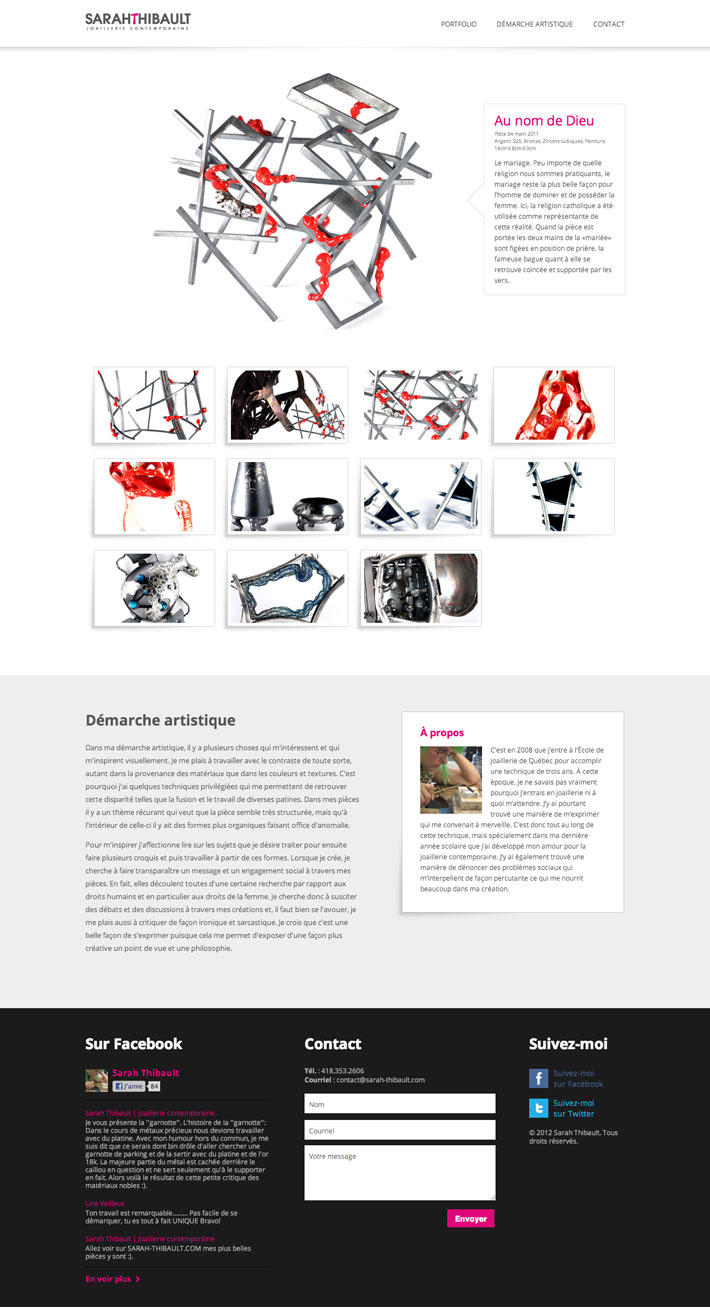 SARAHTHIBAULT
JOAILLERIE CONTEMPORAINE
PORTFOLIO
DÉMARCHE ARTISTIQUE
CONTACT
Au nom de Dieu
Pièce de main 2011
Argent .925, Bronze, Zircons cubiques, Peinture
14cm X 8cm X 9cm
Le mariage. Peu importe de quelle
religion nous sommes pratiquants, le
mariage reste la plus belle façon pour
l'homme de dominer et de posséder la
femme. Ici, la religion catholique a été
utilisée comme représentante de
cette réalité. Quand la pièce est
portée les deux mains de la «mariée»
sont figées en position de prière, la
fameuse bague quant à elle se
retrouve coincée et supportée par les
vers.
Démarche artistique
Dans ma démarche artistique, il y a plusieurs choses qui m'intéressent et qui
m'inspirent visuellement. Je me plais à travailler avec le contraste de toute sorte,
autant dans la provenance des matériaux que dans les couleurs et textures. C'est
pourquoi j'ai quelques techniques privilégiées qui me permettent de retrouver
cette disparité telles que la fusion et le travail de diverses patines. Dans mes pièces
il y a un thème récurant qui veut que la pièce semble très structurée, mais qu'à
l'intérieur de celle-ci il y ait des formes plus organiques faisant office d'anomalie.
Pour m'inspirer j'affectionne lire sur les sujets que je désire traiter pour ensuite
faire plusieurs croquis et puis travailler à partir de ces formes. Lorsque je crée, je
cherche à faire transparaître un message et un engagement social à travers mes
pièces. En fait, elles découlent toutes d'une certaine recherche par rapport aux
droits humains et en particulier aux droits de la femme. Je cherche donc à susciter
des débats et des discussions à travers mes créations et, il faut bien se l'avouer, je
me plais aussi à critiquer de façon ironique et sarcastique. Je crois que c'est une
belle façon de s'exprimer puisque cela me permet d'exposer d'une façon plus
créative un point de vue et une philosophie.
À propos
C'est en 2008 que j'entre à l'École de
joaillerie de Québec pour accomplir
une technique de trois ans. À cette
époque, je ne savais pas vraiment
pourquoi j'entrais en joaillerie ni à
quoi m'attendre. J'y ai pourtant
trouvé une manière de m'exprimer
qui me convenait à merveille. C'est donc tout au long de
cette technique, mais spécialement dans ma dernière
année scolaire que j'ai développé mon amour pour la
joaillerie contemporaine. J'y ai également trouvé une
manière de dénoncer des problèmes sociaux qui
m'interpellent de façon percutante ce qui me nourrit
beaucoup dans ma création.
Sur Facebook
Sarah Thibault
J'aime 84
Sarah Thibault | Joaillerie contemporaine
Je vous présente la "garnotte". L'histoire de la "garnotte":
Dans le cours de métaux précieux nous devions travailler
avec du platine. Avec mon humour hors du commun, je me
suis dit que ce serais dont bin drôle d'aller chercher une
garnotte de parking et de la sertir avec du platine et de l'or
18k. La majeure partie du métal est cachée derrière le
caillou en question et ne sert seulement qu'à le supporter
en fait. Alors voilà le résultat de cette petite critique des
matériaux nobles :).
Line Veilleux
Ton travail est remarquable......... Pas facile de se
démarquer, tu es tout à fait UNIQUE Bravo!
Sarah Thibault | Joaillerie contemporaine
Allez voir sur SARAH-THIBAULT.COM mes plus belles
pièces y sont :).
En voir plus
Contact
Tél. : 418.353.2606
Courriel : contact@sarah-thibault.com
Nom
Courriel
Votre message
Envoyer
Suivez-moi
Suivez-moi
sur Facebook
Suivez-moi
sur Twitter
© 2012 Sarah Thibault. Tous
droits réservés.